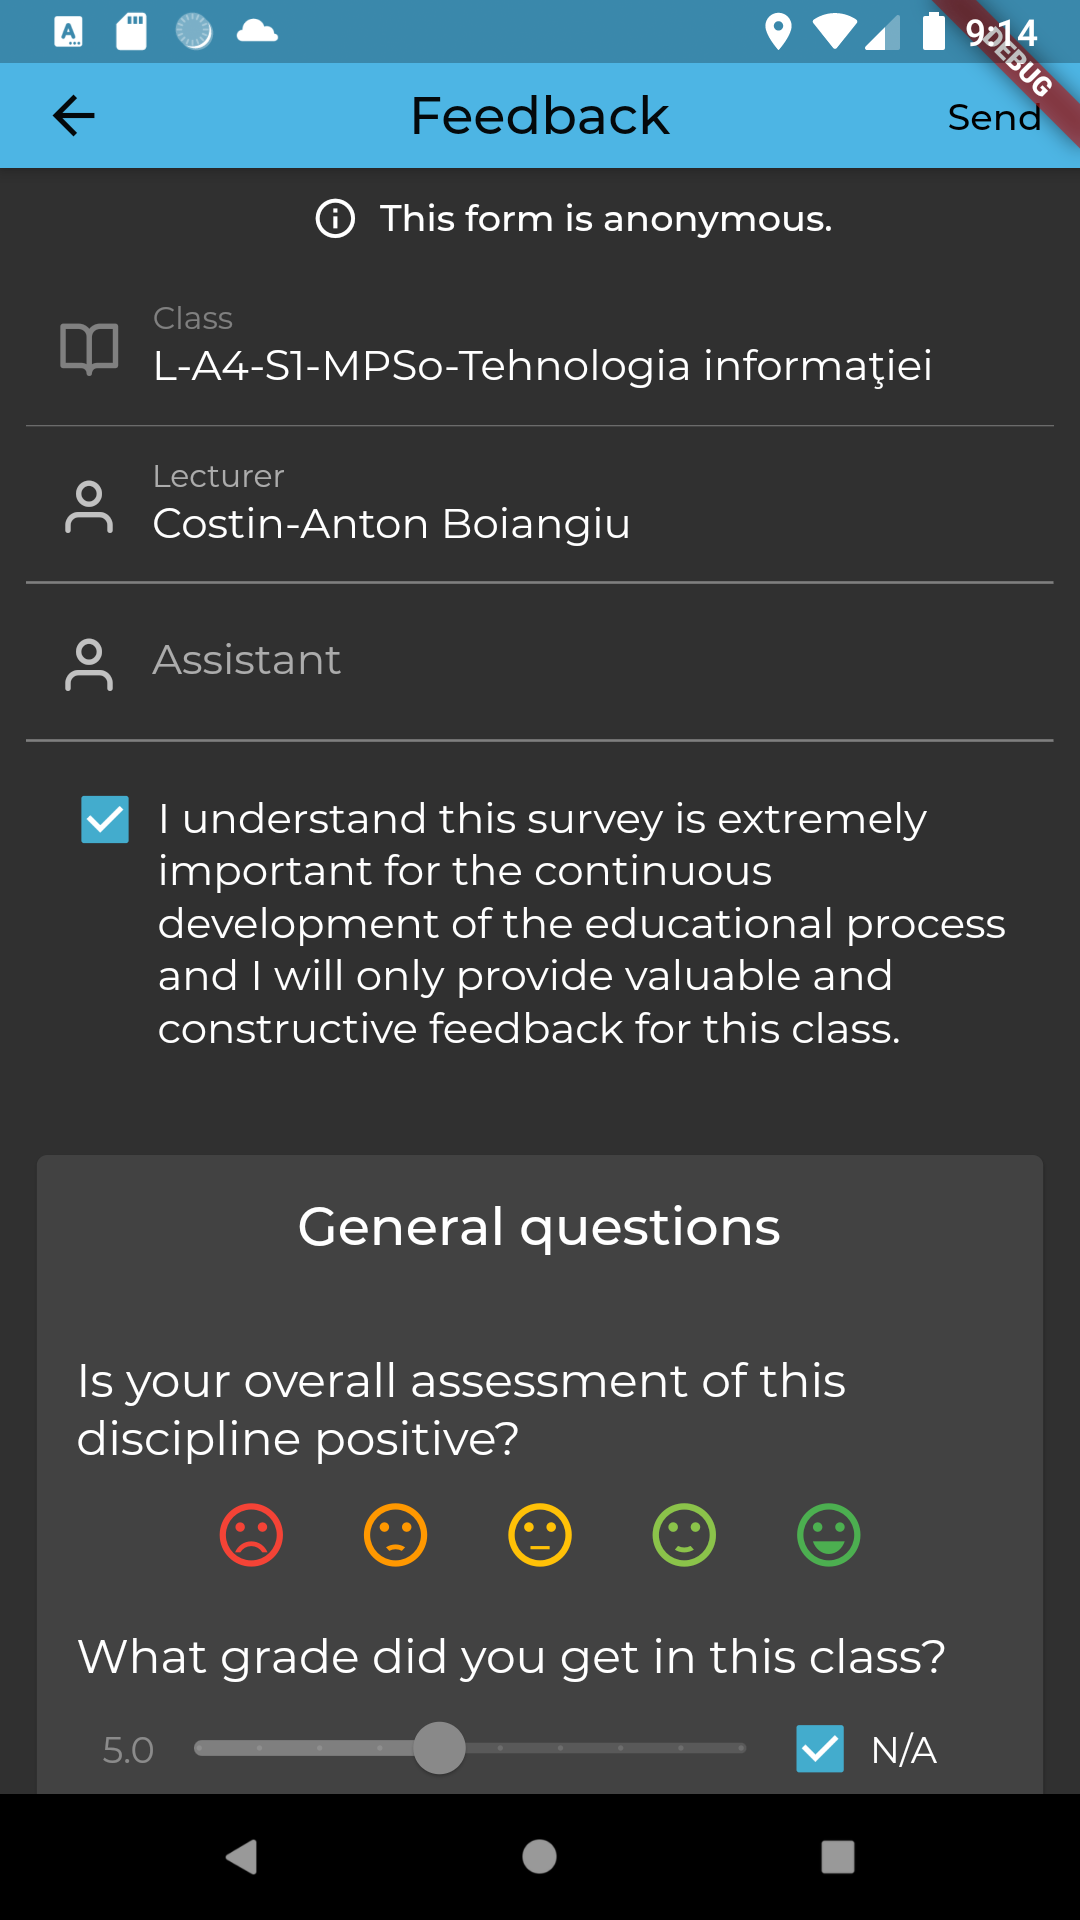 9:14
DEBUG
Feedback
Send
This form is anonymous.
Class
L-A4-S1-MPSo-Tehnologia informaţiei
Lecturer
Costin-Anton Boiangiu
Assistant
I understand this survey is extremely
important for the continuous
development of the educational process
and I will only provide valuable and
constructive feedback for this class.
General questions
Is your overall assessment of this
discipline positive?
What grade did you get in this class?
5.0
N/A